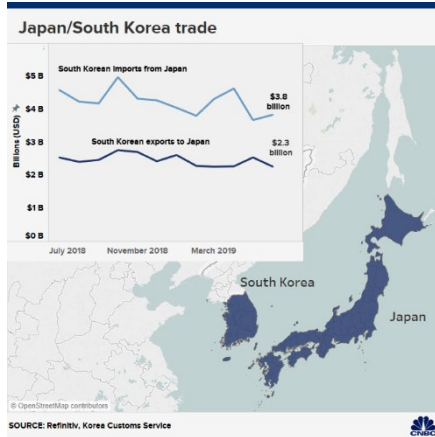 Japan/South Korea trade
South Korean imports from Japan
$5 B
$4 B
$3 B
$2 B
$1 B
$0 B
Billions (USD)
$3.8
billion
South Korean exports to Japan
$2.3
billion
July 2018 November 2018 March 2019
South Korea
Japan
© OpenStreetMap contributors
SOURCE: Refinitiv, Korea Customs Service
CNBC